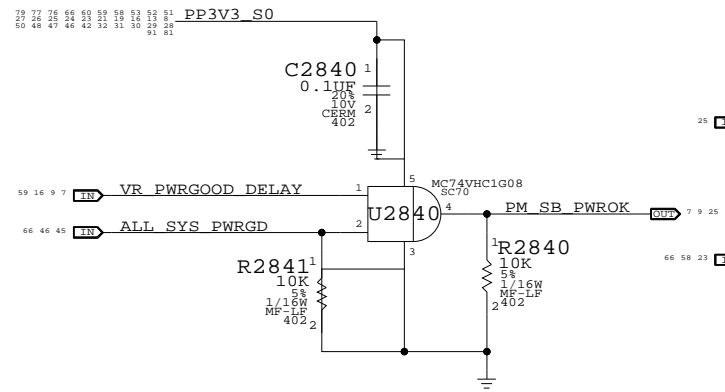 79 77 76 66 60 59 58 53 52 51
27 26 25 24 23 21 19 16 13 8
50 48 47 46 42 32 31 30 29 28
91 81
PP3V3_S0
C2840
1
0.1UF
20%
10V
CERM
402
2
25
5
MC74VHC1G08
SC70
59 16 9 7
IN
VR_PWRGOOD_DELAY
1
U2840
4
PM_SB_PWROK
OUT
7 9 25
66 46 45
IN
ALL_SYS_PWRGD
2
3
R2841
1
10K
5%
1/16W
MF-LF
402
2
1
R2840
10K
5%
1/16W
MF-LF
402
2
66 58 23